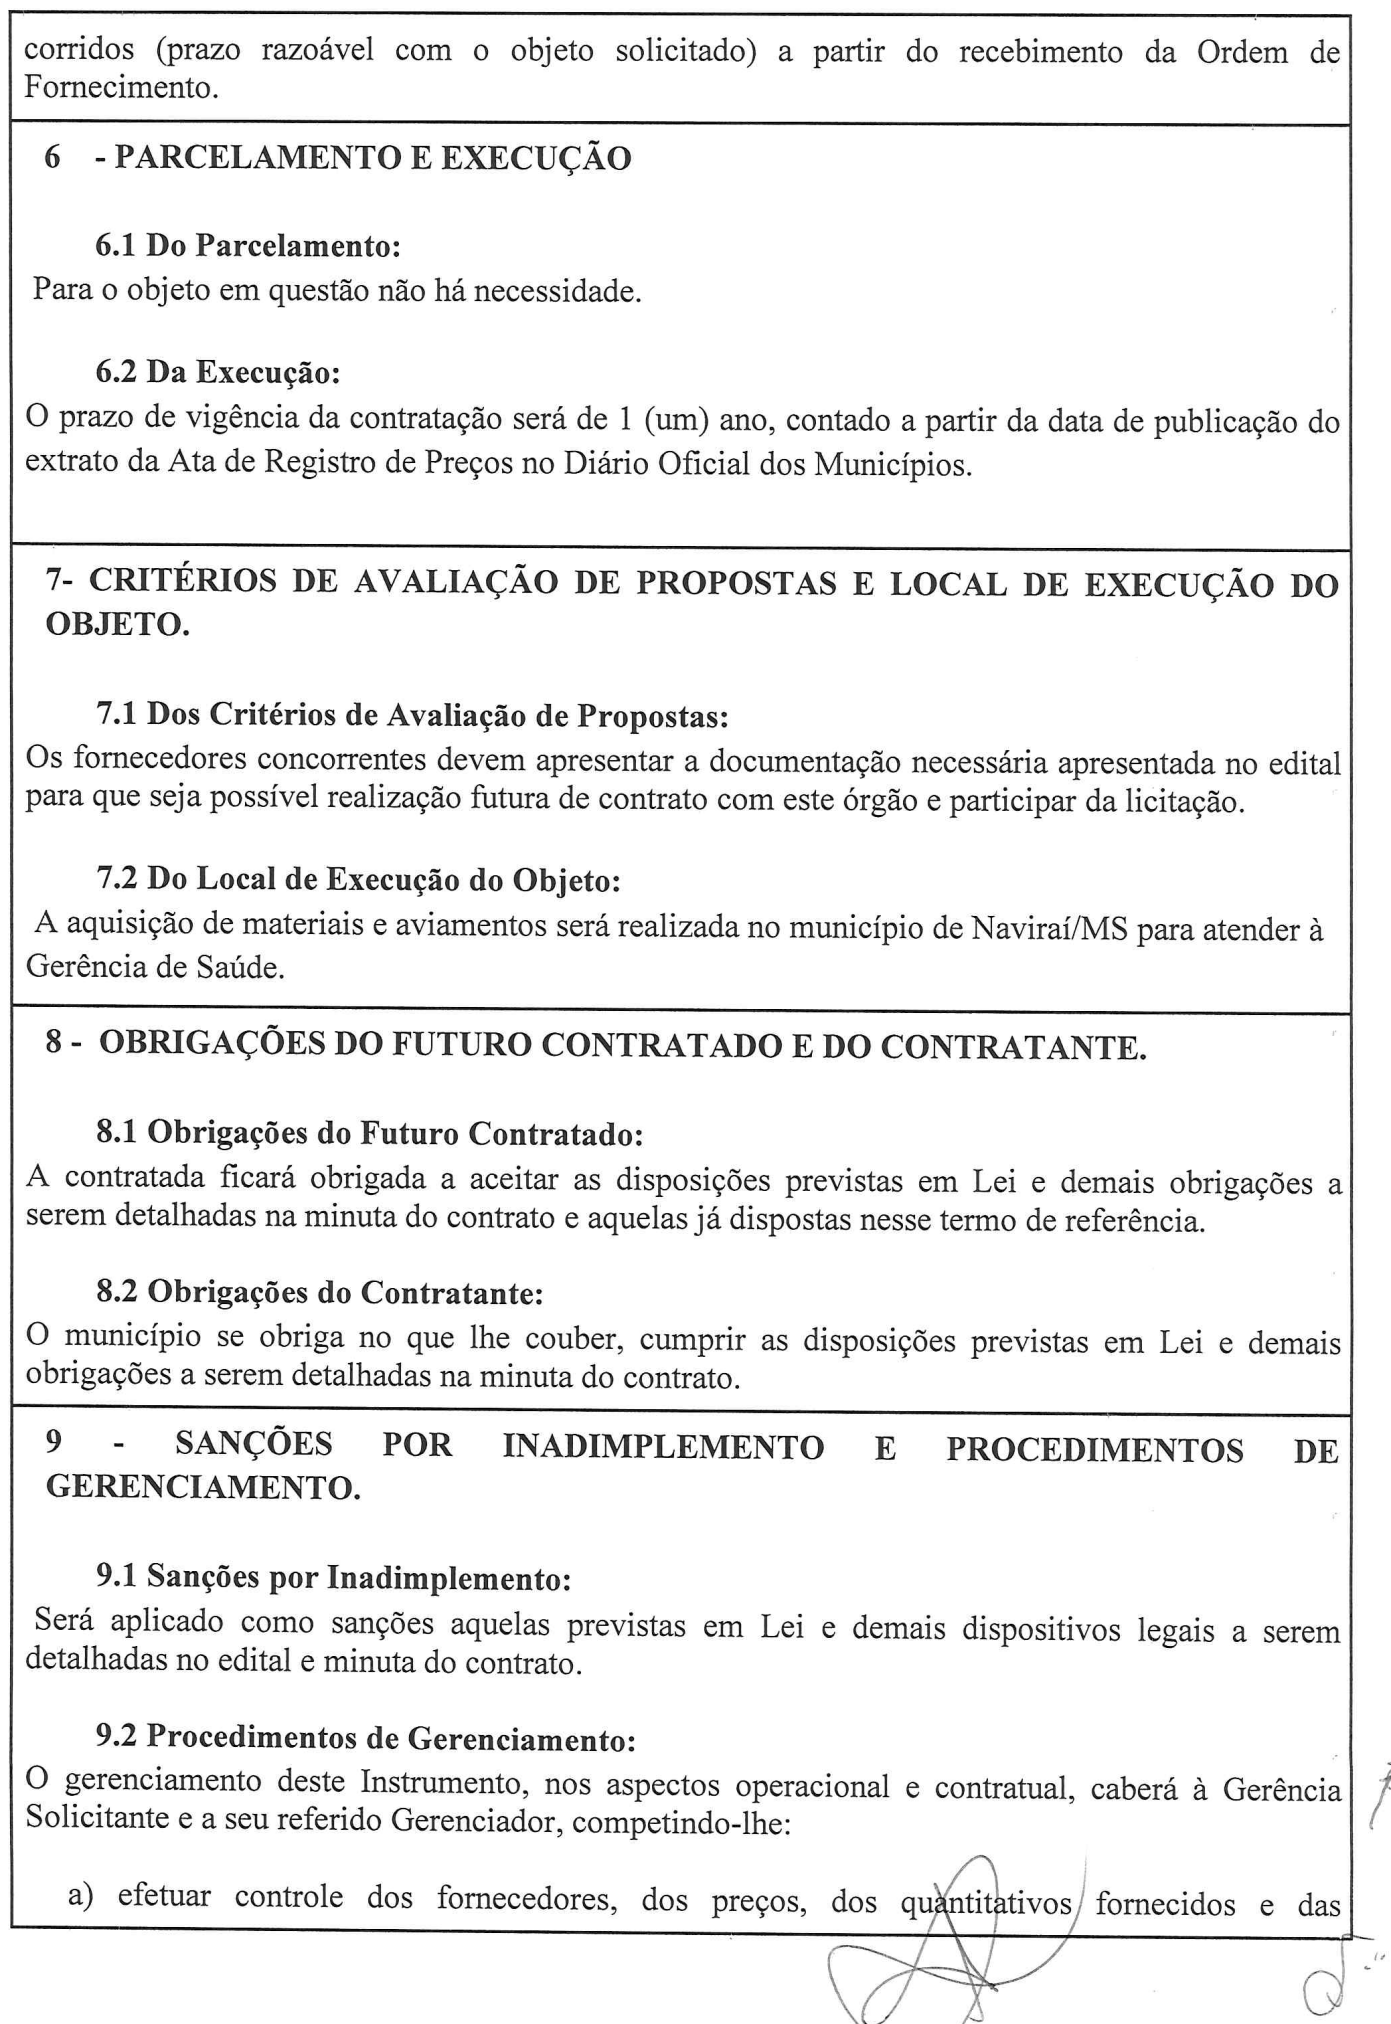 corridos (prazo razoável com o objeto solicitado) a partir do recebimento da Ordem de
Fornecimento.
6 - PARCELAMENTO E EXECUÇÃO
6.1 Do Parcelamento:
Para o objeto em questão não há necessidade.
6.2 Da Execução:
O prazo de vigência da contratação será de 1 (um) ano, contado a partir da data de publicação do
extrato da Ata de Registro de Preços no Diário Oficial dos Municípios.
7- CRITÉRIOS DE AVALIAÇÃO DE PROPOSTAS E LOCAL DE EXECUÇÃO DO
OBJETO.
7.1 Dos Critérios de Avaliação de Propostas:
Os fornecedores concorrentes devem apresentar a documentação necessária apresentada no edital
para que seja possível realização futura de contrato com este órgão e participar da licitação.
7.2 Do Local de Execução do Objeto:
A aquisição de materiais e aviamentos será realizada no município de Naviraí/MS para atender à
Gerência de Saúde.
8 - OBRIGAÇÕES DO FUTURO CONTRATADO E DO CONTRATANTE.
8.1 Obrigações do Futuro Contratado:
A contratada ficará obrigada a aceitar as disposições previstas em Lei e demais obrigações a
serem detalhadas na minuta do contrato e aquelas já dispostas nesse termo de referência.
8.2 Obrigações do Contratante:
O município se obriga no que lhe couber, cumprir as disposições previstas em Lei e demais
obrigações a serem detalhadas na minuta do contrato.
9 - SANÇÕES POR INADIMPLEMENTO E PROCEDIMENTOS DE
GERENCIAMENTO.
9.1 Sanções por Inadimplemento:
Será aplicado como sanções aquelas previstas em Lei e demais dispositivos legais a serem
detalhadas no edital e minuta do contrato.
9.2 Procedimentos de Gerenciamento:
O gerenciamento deste Instrumento, nos aspectos operacional e contratual, caberá à Gerência
Solicitante e a seu referido Gerenciador, competindo-lhe:
a) efetuar controle dos fornecedores, dos preços, dos quantitativos fornecidos e das